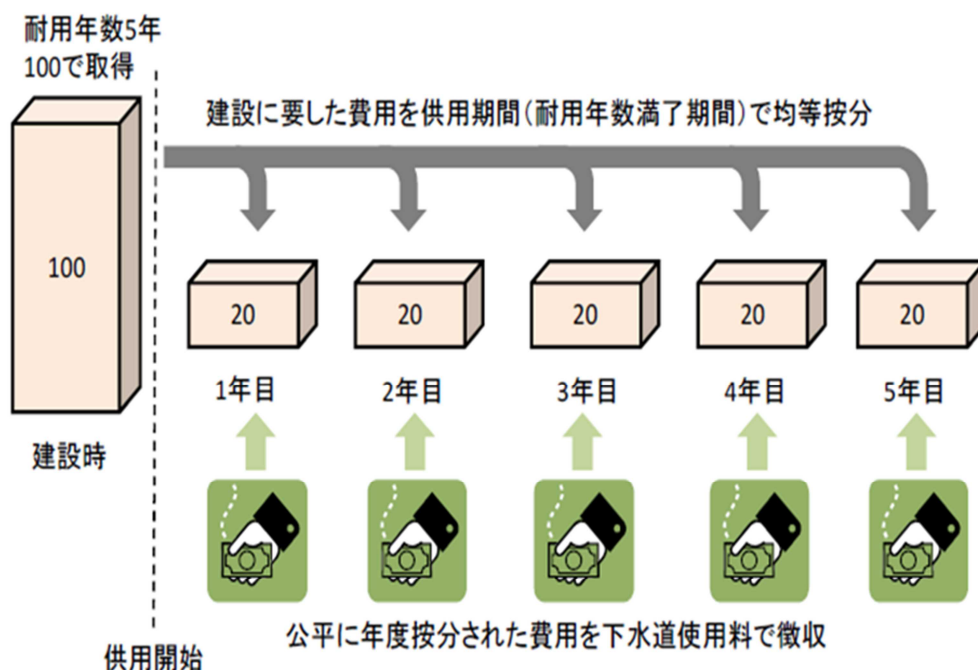 耐用年数5年
100で取得
建設に要した費用を供用期間(耐用年数満了期間)で均等按分
100
20
20
20
20
20
1年目
2年目
3年目
4年目
5年目
建設時
公平に年度按分された費用を下水道使用料で徴収
供用開始